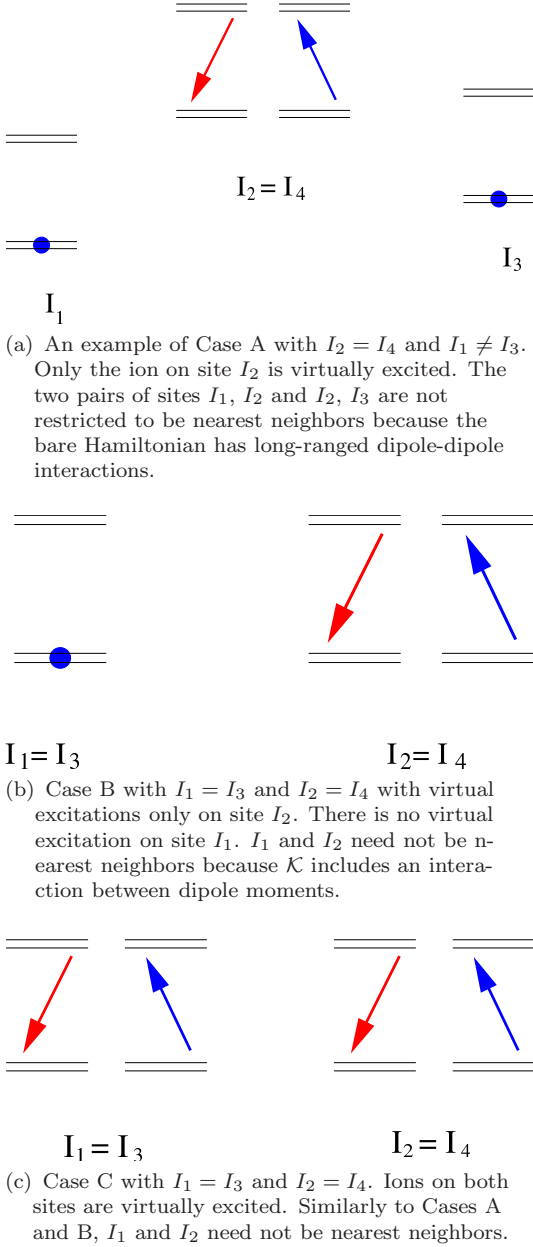 I₂ = I₄
I₃
I₁
(a) An example of Case A with I₂ = I₄ and I₁ ≠ I₃.
Only the ion on site I₂ is virtually excited. The
two pairs of sites I₁, I₂ and I₂, I₃ are not
restricted to be nearest neighbors because the
bare Hamiltonian has long-ranged dipole-dipole
interactions.
I₁= I₃
I₂= I₄
(b) Case B with I₁ = I₃ and I₂ = I₄ with virtual
excitations only on site I₂. There is no virtual
excitation on site I₁. I₁ and I₂ need not be n-
earest neighbors because 𝒦 includes an intera-
ction between dipole moments.
I₁ = I₃
I₂ = I₄
(c) Case C with I₁ = I₃ and I₂ = I₄. Ions on both
sites are virtually excited. Similarly to Cases A
and B, I₁ and I₂ need not be nearest neighbors.